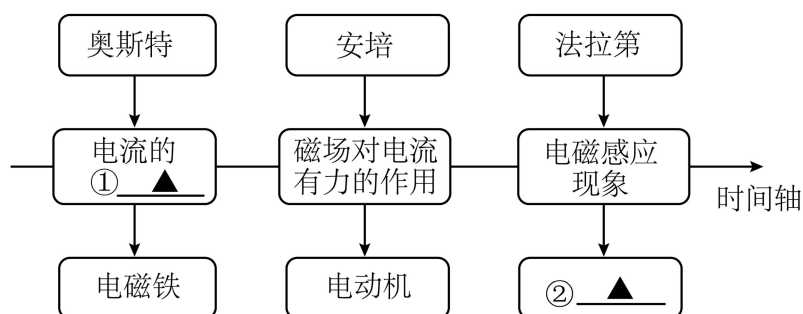 奥斯特
安培
法拉第
电流的
①▲
磁场对电流
有力的作用
电磁感应
现象
时间轴
电磁铁
电动机
②▲